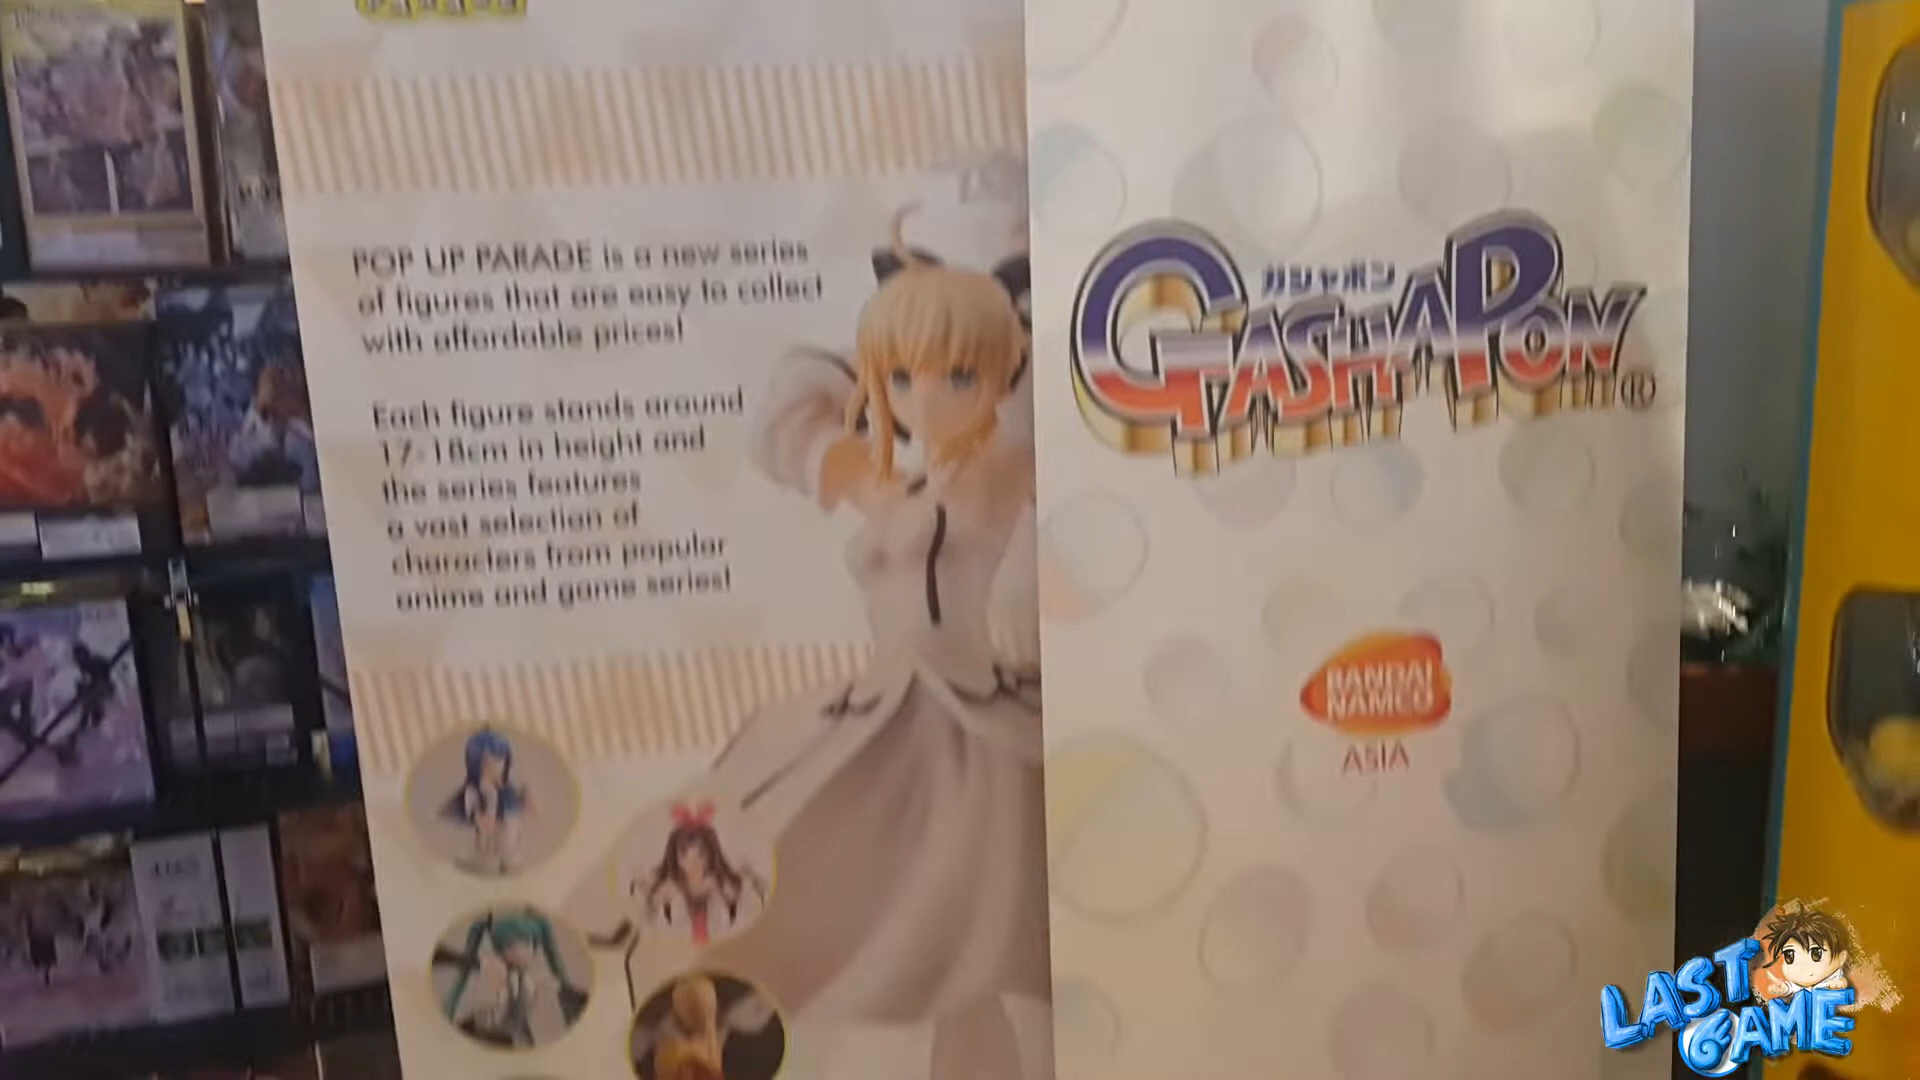 POP UP PARADE is a new series
of figures that are easy to collect
with affordable prices!
Each figure stands around
17-18cm in height and
the series features
a vast selection of
characters from popular
anime and game series!
ガシャポン
GASHAPON®
BANDAI
NAMCO
ASIA
LAST
GAME